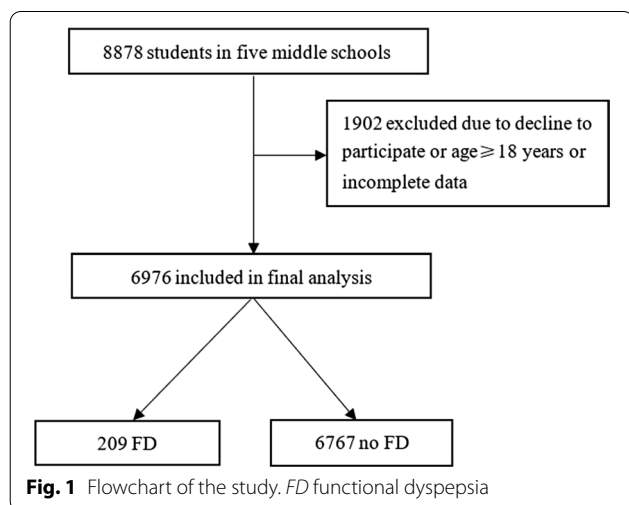 8878 students in five middle schools
1902 excluded due to decline to
participate or age⩾18 years or
incomplete data
6976 included in final analysis
209 FD
6767 no FD
Fig. 1 Flowchart of the study. FD functional dyspepsia